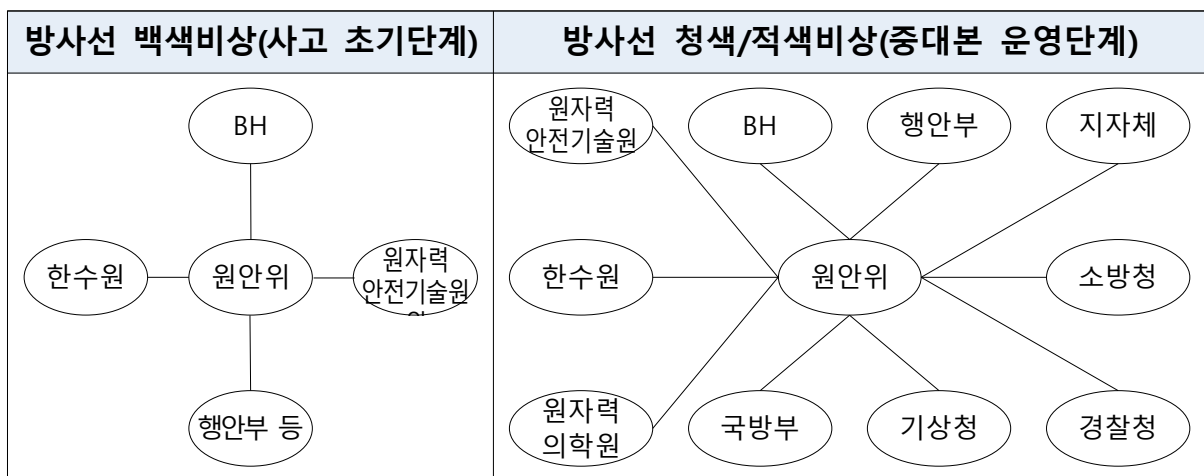 방사선 백색비상(사고 초기단계)
방사선 청색/적색비상(중대본 운영단계)
BH
한수원
원안위
원자력
안전기술원
행안부 등
원자력
안전기술원
BH
행안부
지자체
한수원
원안위
소방청
원자력
의학원
국방부
기상청
경찰청